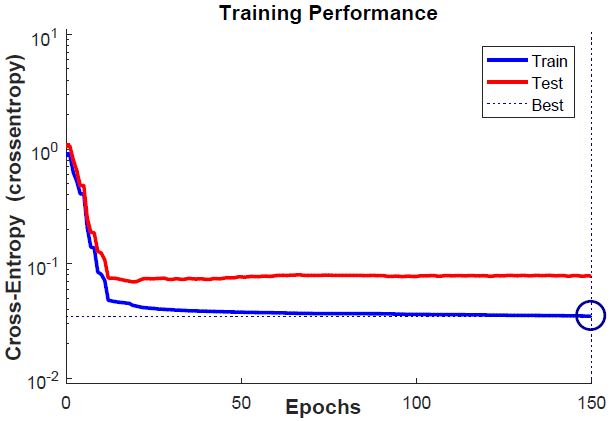 Training Performance
10^1
Train
Test
Best
10^0
10^-1
10^-2
Cross-Entropy (crossentropy)
0
50
100
150
Epochs